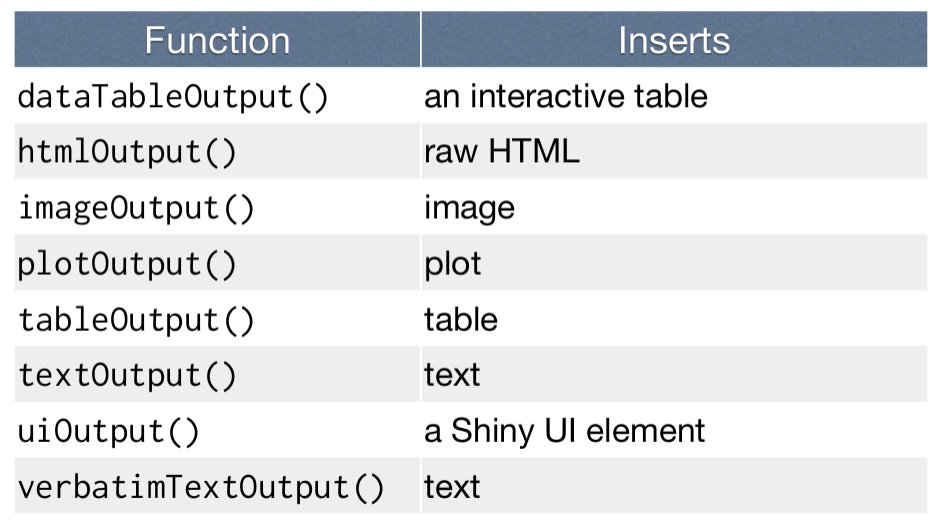 Function Inserts
dataTableOutput() an interactive table
htmlOutput() raw HTML
imageOutput() image
plotOutput() plot
tableOutput() table
textOutput() text
uiOutput() a Shiny UI element
verbatimTextOutput() text